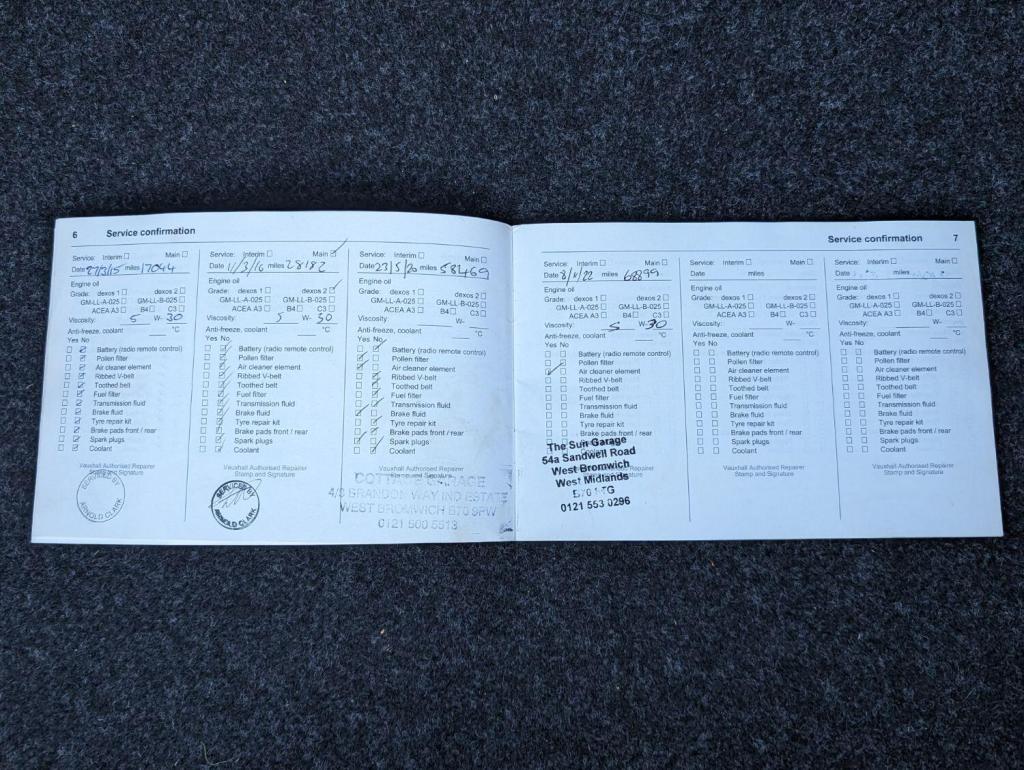 6 Service confirmation
Service: Interim ☐ Main ☐
Date 27/3/15 miles 17044
Engine oil
Grade: dexos 1 ☐ dexos 2 ☐
GM-LL-A-025 ☐ GM-LL-B-025 ☐
ACEA A3 ☐ B4 ☐ C3 ☐
Viscosity: 5 W- 30
Anti-freeze, coolant °C
Yes No
Battery (radio remote control)
Pollen filter
Air cleaner element
Ribbed V-belt
Toothed belt
Fuel filter
Transmission fluid
Brake fluid
Tyre repair kit
Brake pads front / rear
Spark plugs
Coolant
Vauxhall Authorised Repairer
Stamp and Signature
SERVICED BY
ARNOLD CLARK
Service: Interim ☐ Main ☑
Date 11/3/16 miles 28182
Engine oil
Grade: dexos 1 ☐ dexos 2 ☑
GM-LL-A-025 ☐ GM-LL-B-025 ☐
ACEA A3 ☐ B4 ☐ C3 ☐
Viscosity: 5 W- 30
Anti-freeze, coolant °C
Yes No
Battery (radio remote control)
Pollen filter
Air cleaner element
Ribbed V-belt
Toothed belt
Fuel filter
Transmission fluid
Brake fluid
Tyre repair kit
Brake pads front / rear
Spark plugs
Coolant
Vauxhall Authorised Repairer
Stamp and Signature
SERVICED BY
ARNOLD CLARK
Service: Interim ☐ Main ☐
Date 23/5/20 miles 58469
Engine oil
Grade: dexos 1 ☐ dexos 2 ☐
GM-LL-A-025 ☐ GM-LL-B-025 ☐
ACEA A3 ☐ B4 ☐ C3 ☐
Viscosity: W-
Anti-freeze, coolant °C
Yes No
Battery (radio remote control)
Pollen filter
Air cleaner element
Ribbed V-belt
Toothed belt
Fuel filter
Transmission fluid
Brake fluid
Tyre repair kit
Brake pads front / rear
Spark plugs
Coolant
Vauxhall Authorised Repairer
Stamp and Signature
GARAGE
BRANDON WAY IND ESTATE
WEST BROMWICH B70 9PW
0121 500 5513
Service confirmation 7
Service: Interim ☐ Main ☐
Date 8/11/22 miles 68899
Engine oil
Grade: dexos 1 ☐ dexos 2 ☐
GM-LL-A-025 ☐ GM-LL-B-025 ☐
ACEA A3 ☐ B4 ☐ C3 ☐
Viscosity: 5 W-30
Anti-freeze, coolant °C
Yes No
Battery (radio remote control)
Pollen filter
Air cleaner element
Ribbed V-belt
Toothed belt
Fuel filter
Transmission fluid
Brake fluid
Tyre repair kit
Brake pads front / rear
Spark plugs
Coolant
Vauxhall Authorised Repairer
Stamp and Signature
The Sun Garage
54a Sandwell Road
West Bromwich
West Midlands
0121 553 0296
Service: Interim ☐ Main ☐
Date miles
Engine oil
Grade: dexos 1 ☐ dexos 2 ☐
GM-LL-A-025 ☐ GM-LL-B-025 ☐
ACEA A3 ☐ B4 ☐ C3 ☐
Viscosity: W-
Anti-freeze, coolant °C
Yes No
Battery (radio remote control)
Pollen filter
Air cleaner element
Ribbed V-belt
Toothed belt
Fuel filter
Transmission fluid
Brake fluid
Tyre repair kit
Brake pads front / rear
Spark plugs
Coolant
Vauxhall Authorised Repairer
Stamp and Signature
Service: Interim ☐ Main ☐
Date miles
Engine oil
Grade: dexos 1 ☐ dexos 2 ☐
GM-LL-A-025 ☐ GM-LL-B-025 ☐
ACEA A3 ☐ B4 ☐ C3 ☐
Viscosity: W-
Anti-freeze, coolant °C
Yes No
Battery (radio remote control)
Pollen filter
Air cleaner element
Ribbed V-belt
Toothed belt
Fuel filter
Transmission fluid
Brake fluid
Tyre repair kit
Brake pads front / rear
Spark plugs
Coolant
Vauxhall Authorised Repairer
Stamp and Signature